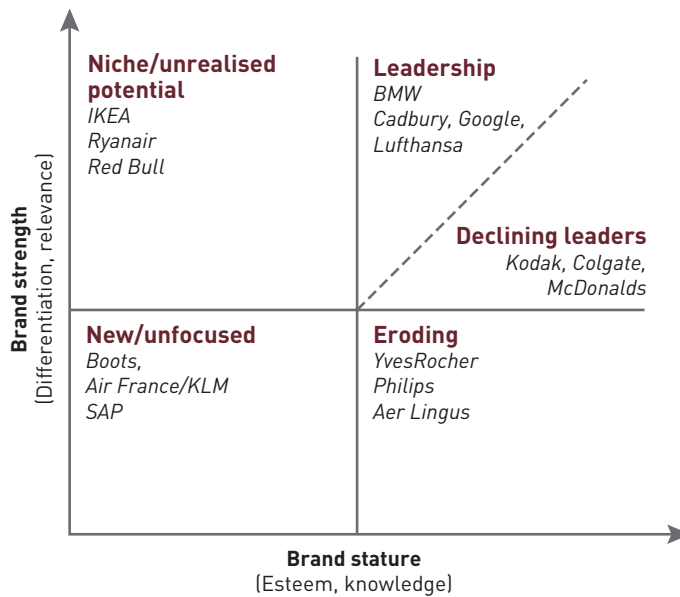 Niche/unrealised
potential
IKEA
Ryanair
Red Bull
Leadership
BMW
Cadbury, Google,
Lufthansa
Declining leaders
Kodak, Colgate,
McDonalds
New/unfocused
Boots,
Air France/KLM
SAP
Eroding
YvesRocher
Philips
Aer Lingus
Brand strength
(Differentiation, relevance)
Brand stature
(Esteem, knowledge)